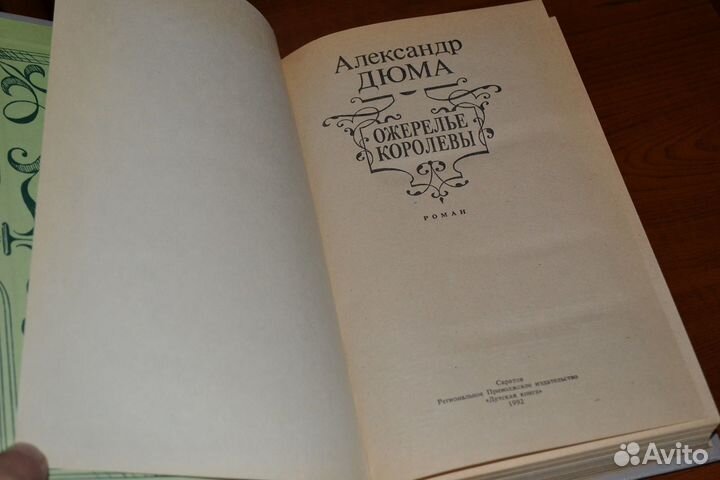 Александр
ДЮМА
ОЖЕРЕЛЬЕ
КОРОЛЕВЫ
РОМАН
Саратов
Региональное Приволжское издательство
«Детская книга»
1992
Avito